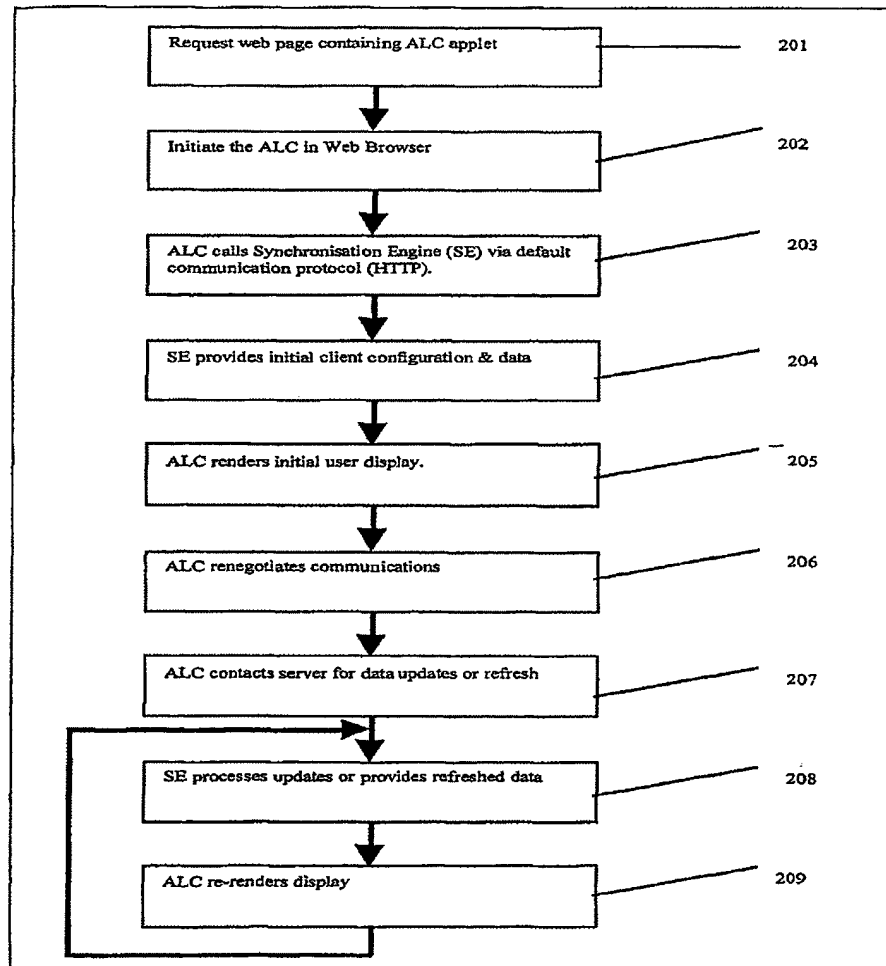 Request web page containing ALC applet
201
Initiate the ALC in Web Browser
202
ALC calls Synchronisation Engine (SE) via default
communication protocol (HTTP).
203
SE provides initial client configuration & data
204
ALC renders initial user display.
205
ALC renegotiates communications
206
ALC contacts server for data updates or refresh
207
SE processes updates or provides refreshed data
208
ALC re-renders display
209